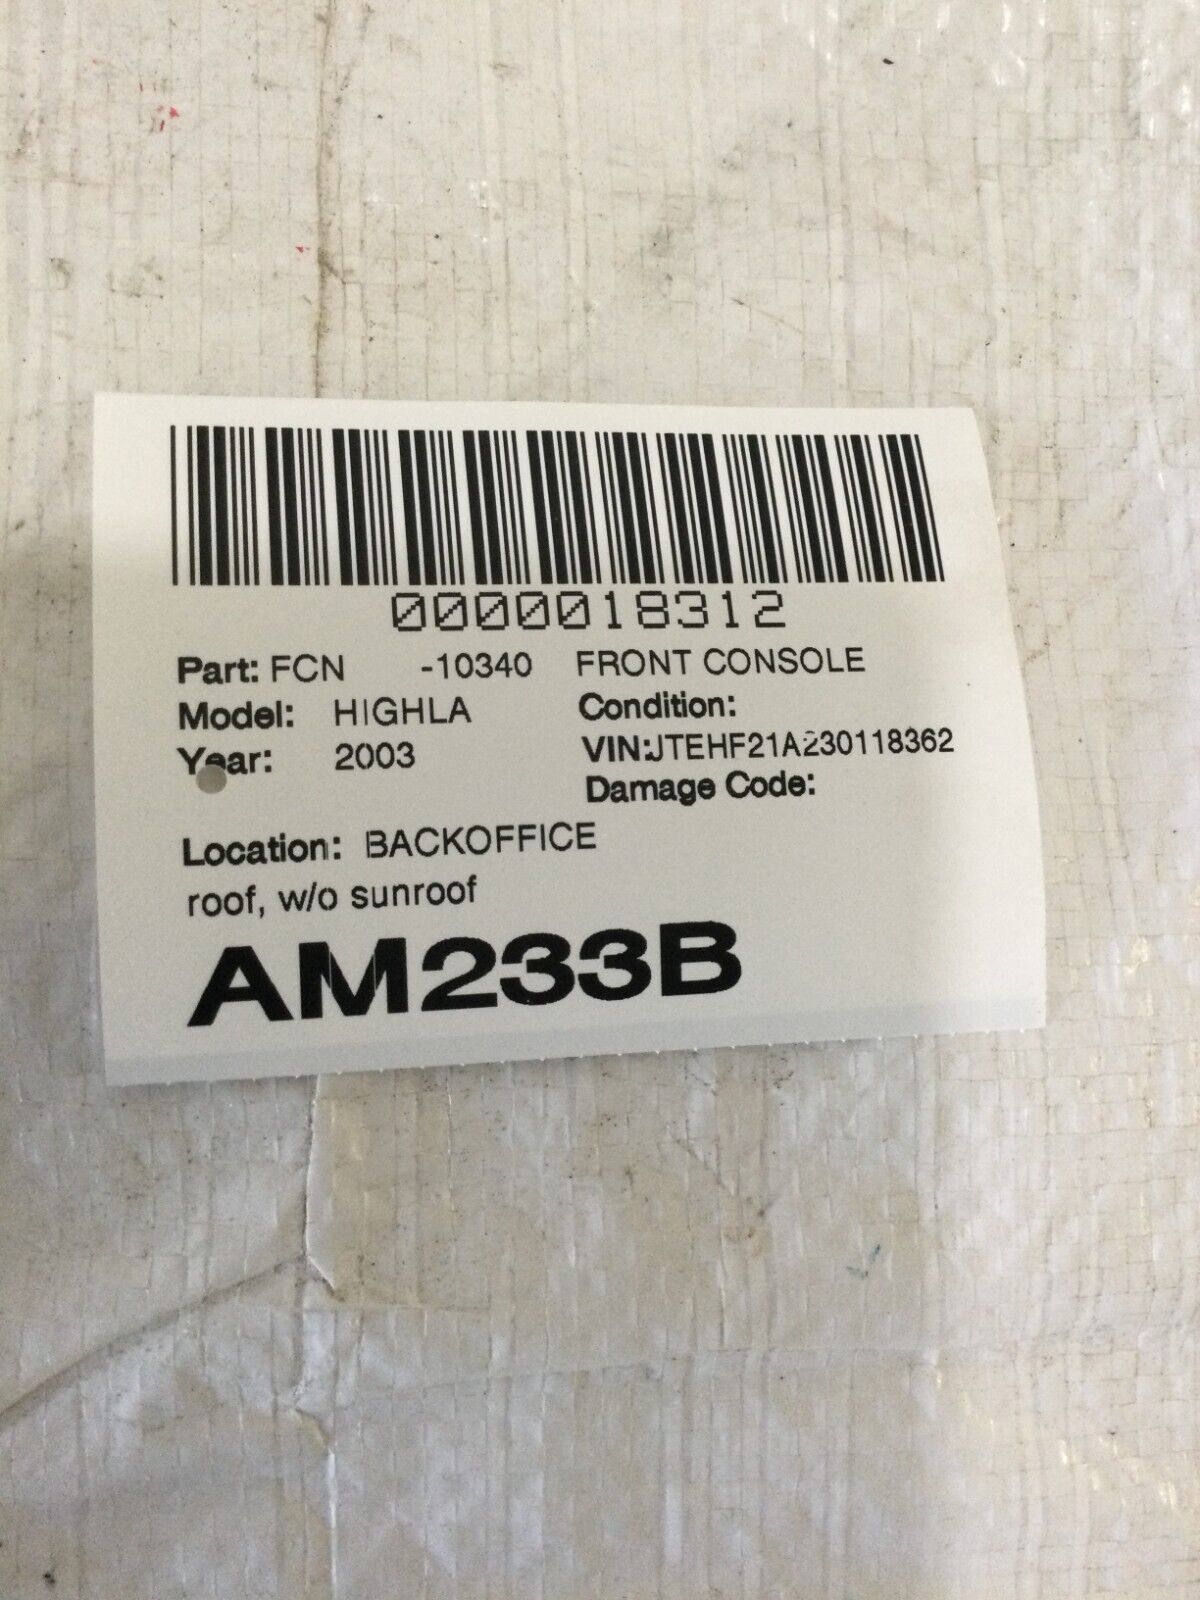 0000018312
Part: FCN -10340 FRONT CONSOLE
Model: HIGHLA Condition:
Year: 2003 VIN:JTEHF21A230118362
Damage Code:
Location: BACKOFFICE
roof, w/o sunroof
AM233B